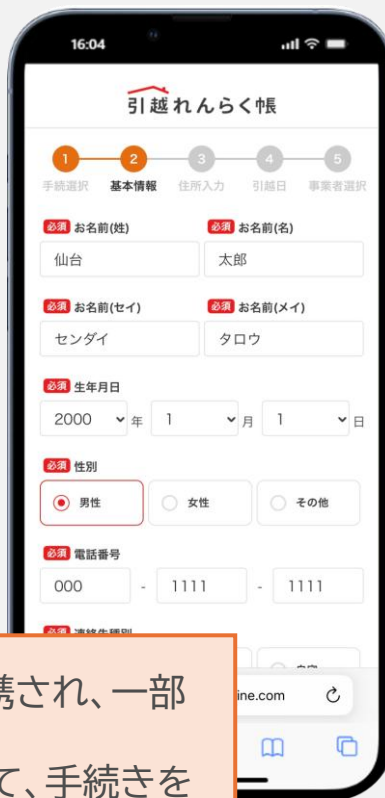 16:04
引越れんらく帳
1 2 3 4 5
手続選択 基本情報 住所入力 引越日 事業者選択
必須 お名前(姓) 必須 お名前(名)
仙台 太郎
必須 お名前(セイ) 必須 お名前(メイ)
センダイ タロウ
必須 生年月日
2000 年 1 月 1 日
必須 性別
男性 女性 その他
必須 電話番号
000 - 1111 - 1111
携され、一部
ine.com
て、手続きを